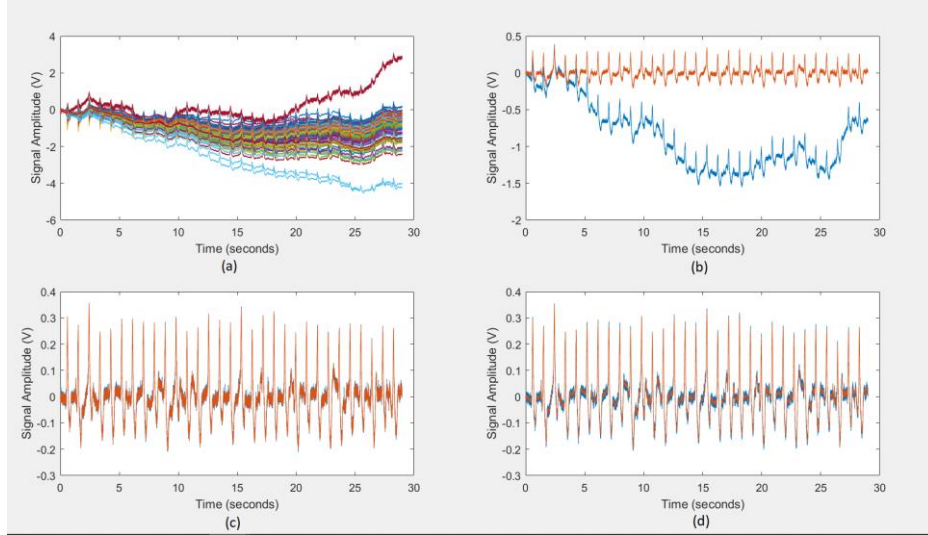 4
2
0
-2
-4
-6
0 5 10 15 20 25 30
Signal Amplitude (V)
Time (seconds)
(a)
0.5
0
-0.5
-1
-1.5
-2
0 5 10 15 20 25 30
Signal Amplitude (V)
Time (seconds)
(b)
0.4
0.3
0.2
0.1
0
-0.1
-0.2
-0.3
0 5 10 15 20 25 30
Signal Amplitude (V)
Time (seconds)
(c)
0.4
0.3
0.2
0.1
0
-0.1
-0.2
-0.3
0 5 10 15 20 25 30
Signal Amplitude (V)
Time (seconds)
(d)